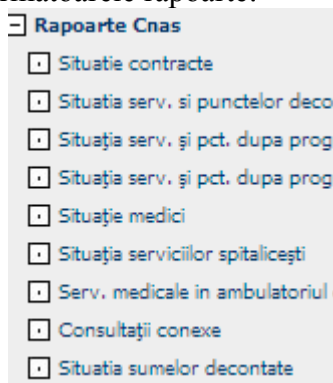 Rapoarte Cnas
Situatie contracte
Situatia serv. si punctelor deco
Situaţia serv. şi pct. dupa prog
Situaţia serv. şi pct. dupa prog
Situaţie medici
Situaţia serviciilor spitaliceşti
Serv. medicale in ambulatoriul
Consultaţii conexe
Situatia sumelor decontate